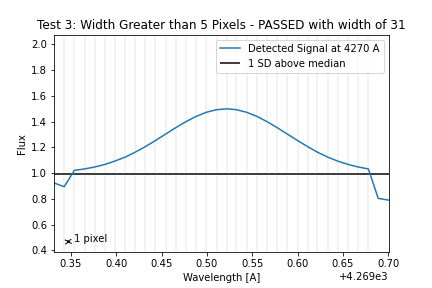 Test 3: Width Greater than 5 Pixels - PASSED with width of 31
2.0
1.8
1.6
1.4
1.2
1.0
0.8
0.6
0.4
Flux
Detected Signal at 4270 A
1 SD above median
1 pixel
0.35 0.40 0.45 0.50 0.55 0.60 0.65 0.70
Wavelength [A]
+4.269e3